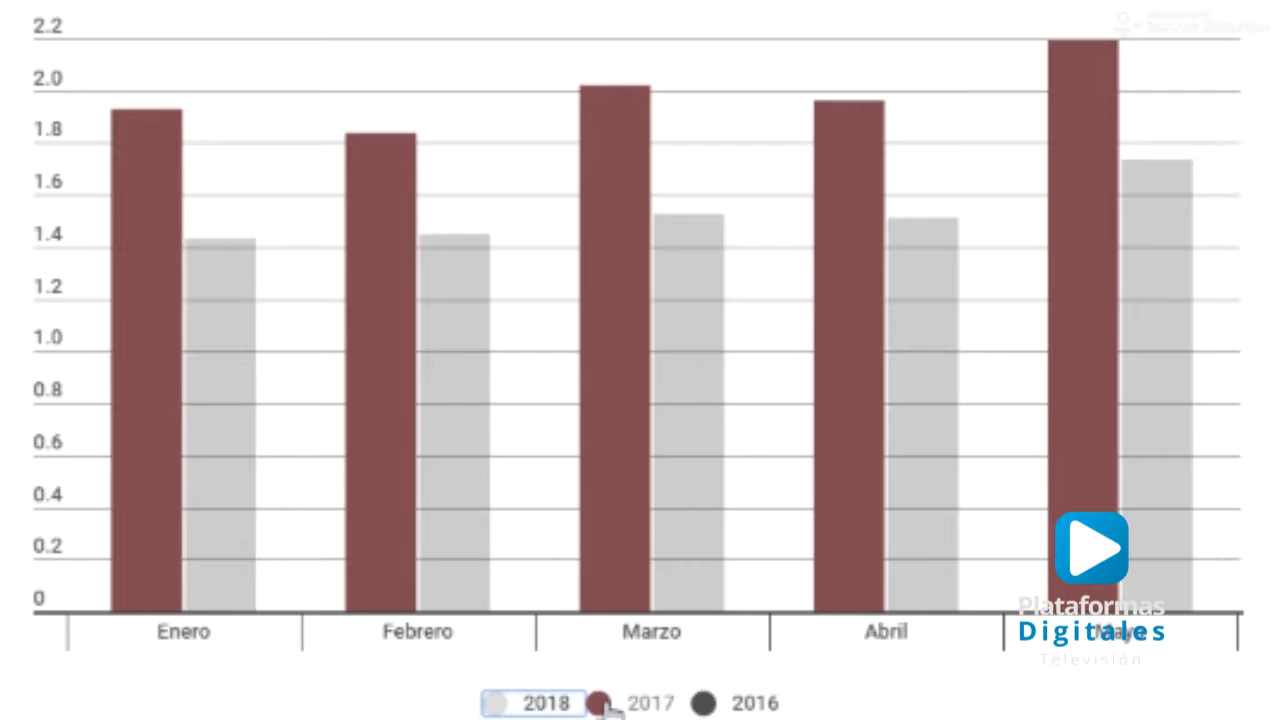 2.2
2.0
1.8
1.6
1.4
1.2
1.0
0.8
0.6
0.4
0.2
0
Enero Febrero Marzo Abril
Plataformas
Digitales
Televisión
2018 2017 2016